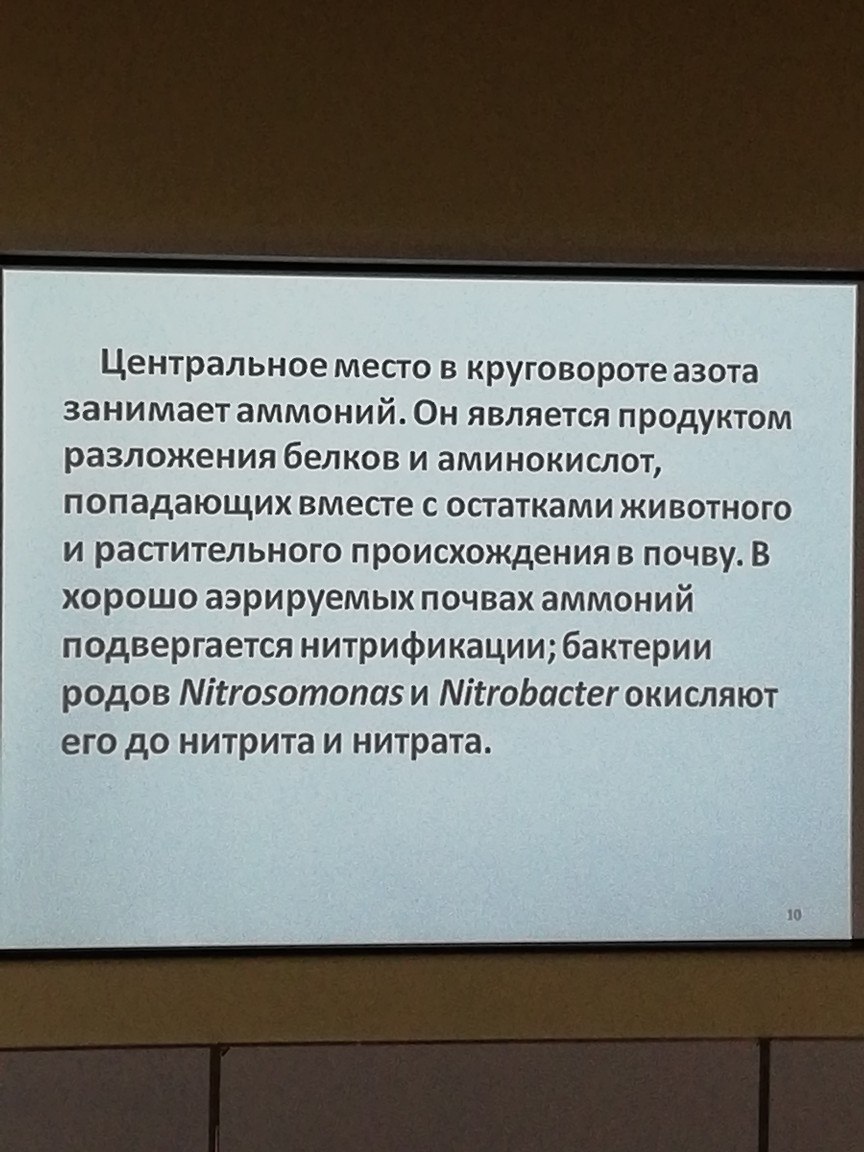 Центральное место в круговороте азота
занимает аммоний. Он является продуктом
разложения белков и аминокислот,
попадающих вместе с остатками животного
и растительного происхождения в почву. В
хорошо аэрируемых почвах аммоний
подвергается нитрификации; бактерии
родов Nitrosomonas и Nitrobacter окисляют
его до нитрита и нитрата.
10